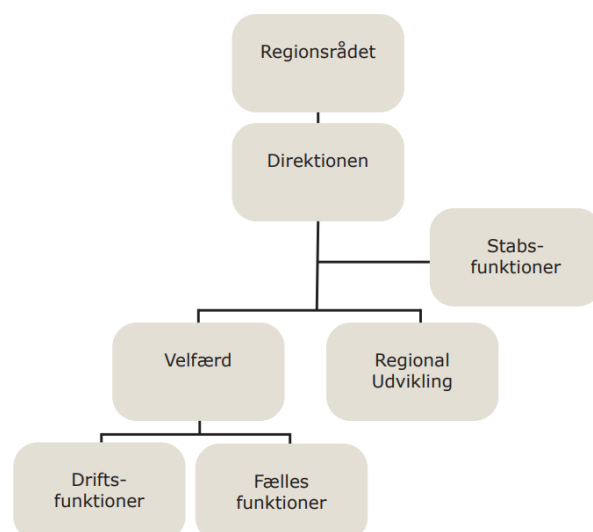 Regionsrådet
Direktionen
Stabs-
funktioner
Velfærd
Regional
Udvikling
Drifts-
funktioner
Fælles
funktioner